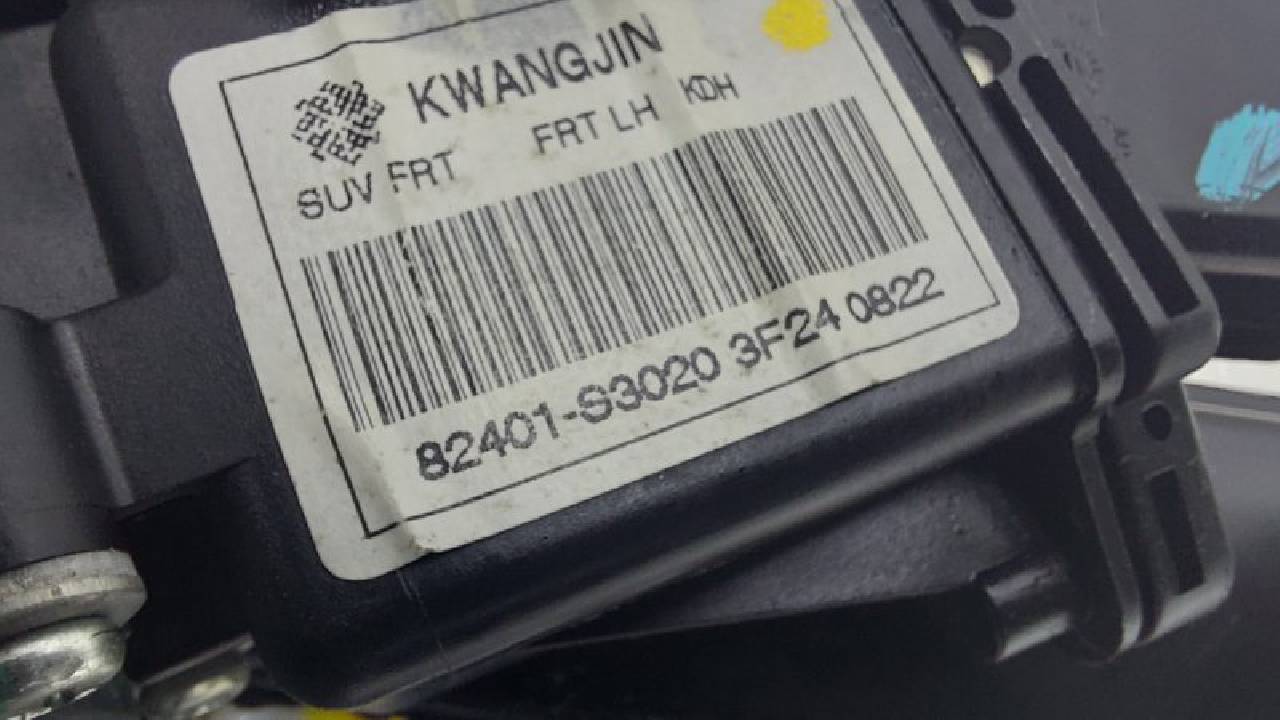 KWANGJIN
SUV FRT FRT LH KDH
82401-S3020 3F24 0822